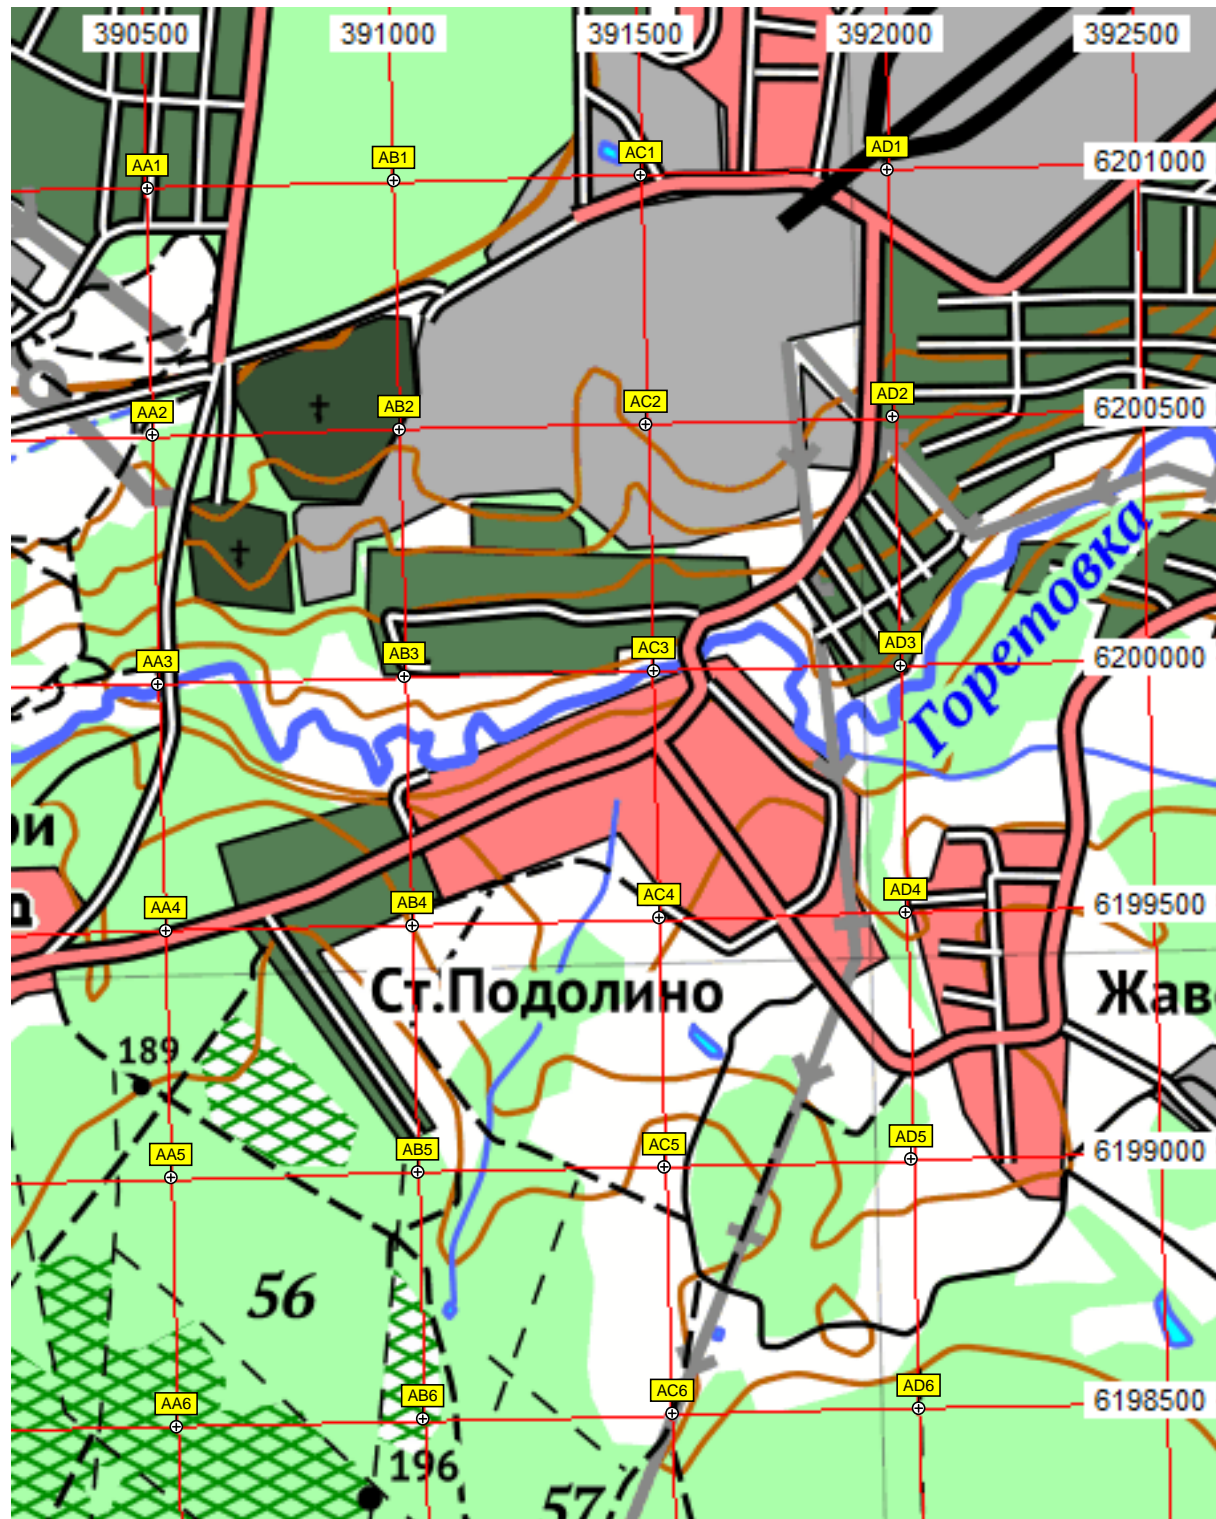 390500 391000 391500 392000 392500
AA1 AB1 AC1 AD1 6201000
AA2 AB2 AC2 AD2 6200500
Горетовка
AA3 AB3 AC3 AD3 6200000
ри
д
AA4 AB4 AC4 AD4 6199500
Ст.Подолино Жав
189
AA5 AB5 AC5 AD5 6199000
56
AA6 AB6 AC6 AD6 6198500
196
57